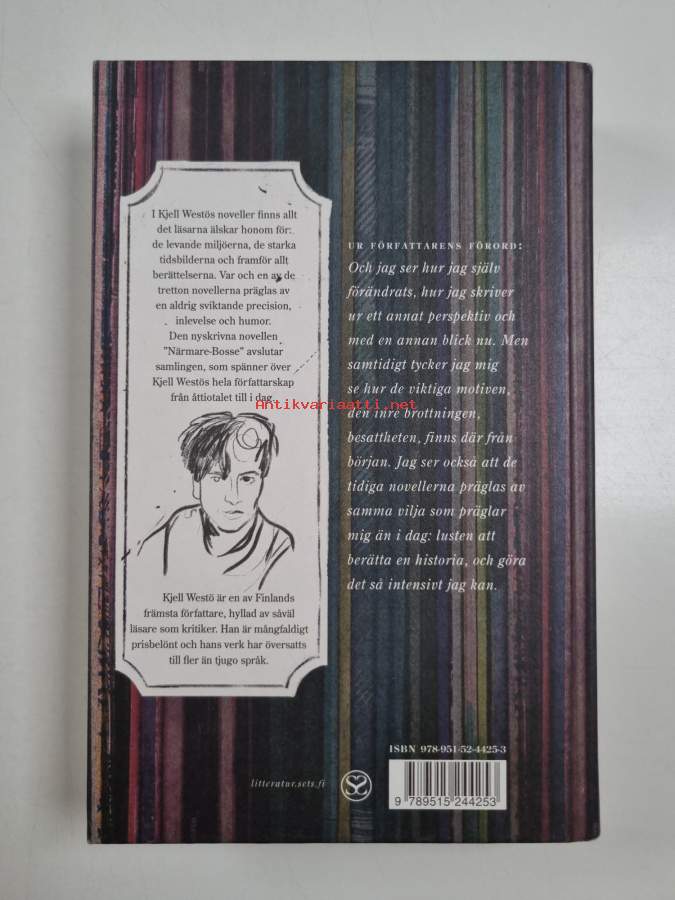 I Kjell Westös noveller finns allt
det läsarna älskar honom för:
de levande miljöerna, de starka
tidsbilderna och framför allt
berättelserna. Var och en av de
tretton novellerna präglas av
en aldrig sviktande precision,
inlevelse och humor.
Den nyskrivna novellen
"Närmare-Bosse" avslutar
samlingen, som spänner över
Kjell Westös hela författarskap
från åttiotalet till i dag.
Kjell Westö är en av Finlands
främsta författare, hyllad av såväl
läsare som kritiker. Han är mångfaldigt
prisbelönt och hans verk har översatts
till fler än tjugo språk.
UR FÖRFATTARENS FÖRORD:
Och jag ser hur jag själv
förändrats, hur jag skriver
ur ett annat perspektiv och
med en annan blick nu. Men
samtidigt tycker jag mig
se hur de viktiga motiven,
den inre brottningen,
besattheten, finns där från
början. Jag ser också att de
tidiga novellerna präglas av
samma vilja som präglar
mig än i dag: lusten att
berätta en historia, och göra
det så intensivt jag kan.
Antikvariaatti.net
litteratur.sets.fi
ISBN 978-951-52-4425-3
9 789515 244253